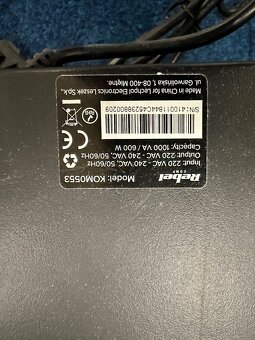 Rebel
COMP
Model: KOM0553
Input: 220 VAC - 240 VAC, 50/60Hz
Output: 220 VAC - 240 VAC, 50/60Hz
Capacity: 1000 VA / 600 W
Made in China for Lechpol Electronics Leszek Sp.k.
ul. Garwolińska 1, 08-400 Miętne.